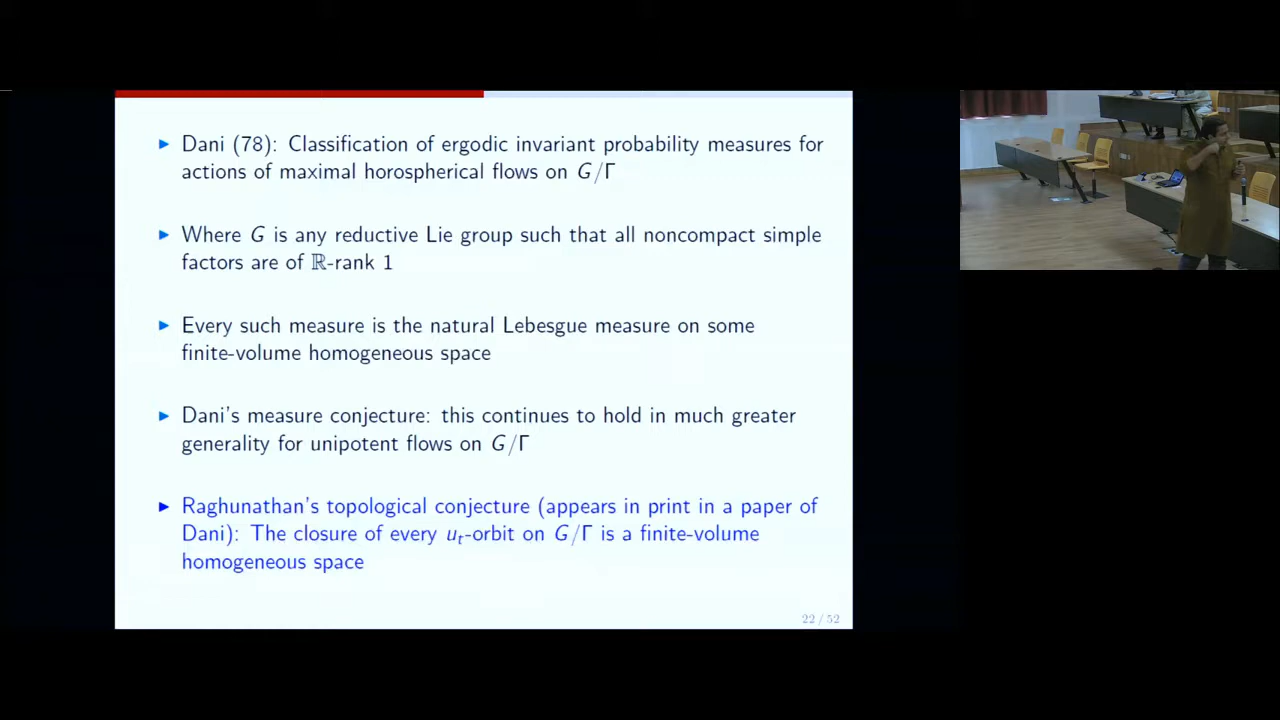 Dani (78): Classification of ergodic invariant probability measures for
actions of maximal horospherical flows on G/Γ
Where G is any reductive Lie group such that all noncompact simple
factors are of ℝ-rank 1
Every such measure is the natural Lebesgue measure on some
finite-volume homogeneous space
Dani's measure conjecture: this continues to hold in much greater
generality for unipotent flows on G/Γ
Raghunathan's topological conjecture (appears in print in a paper of
Dani): The closure of every uₜ-orbit on G/Γ is a finite-volume
homogeneous space
22 / 52